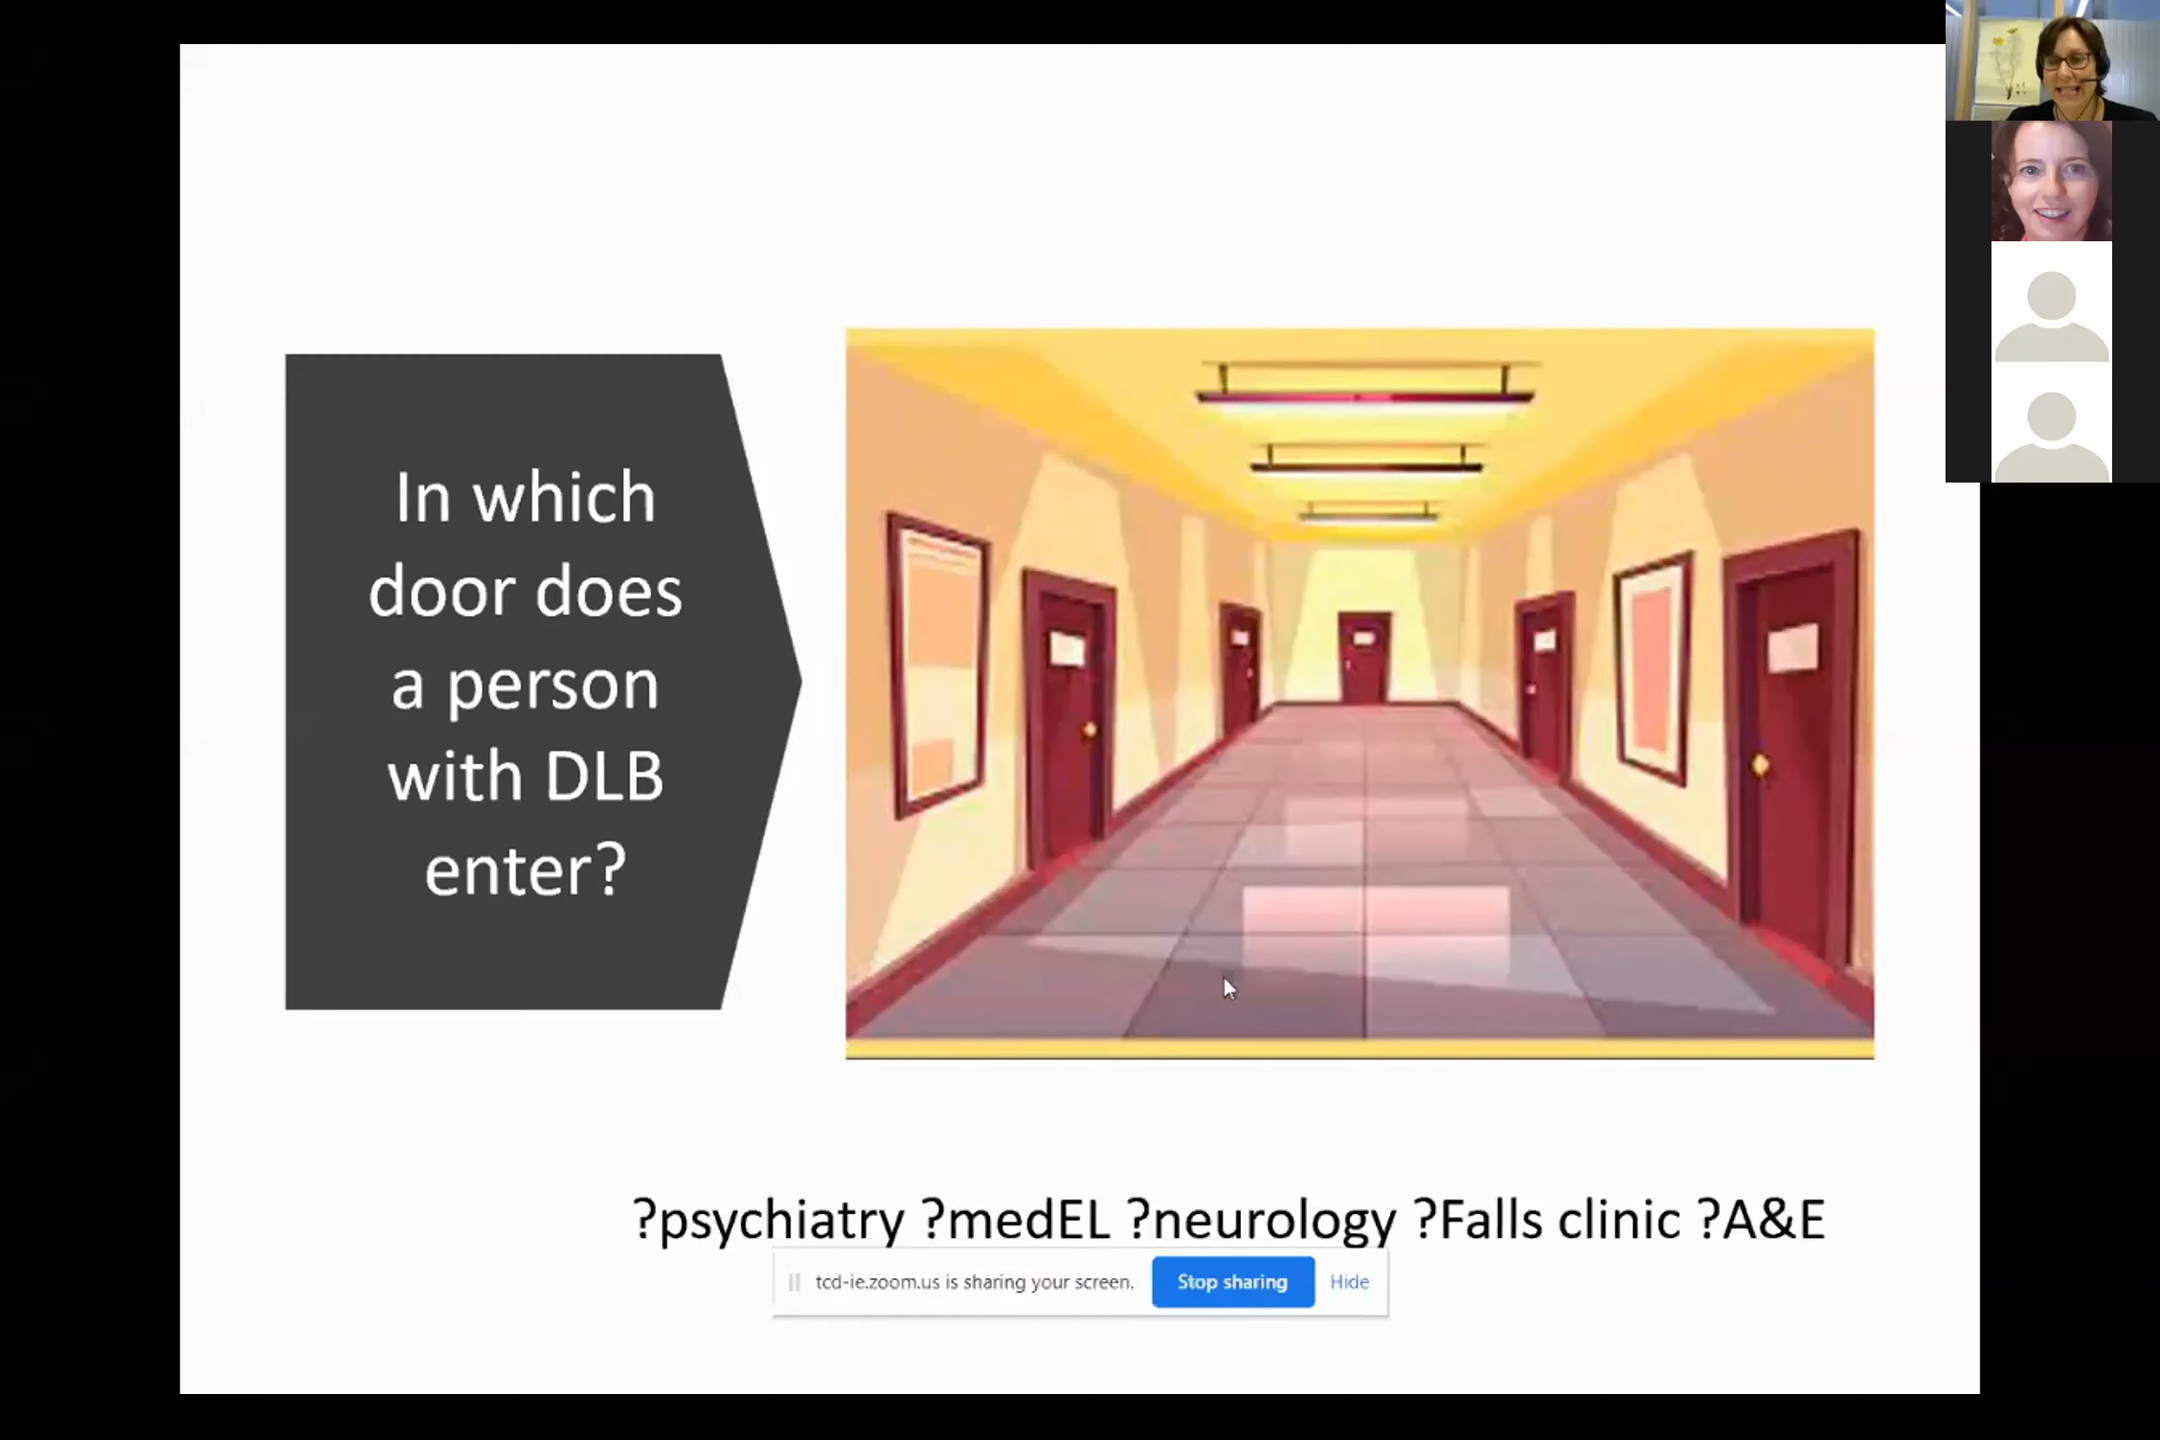 In which
door does
a person
with DLB
enter?
?psychiatry ?medEL ?neurology ?Falls clinic ?A&E
tcd-ie.zoom.us is sharing your screen. Stop sharing Hide